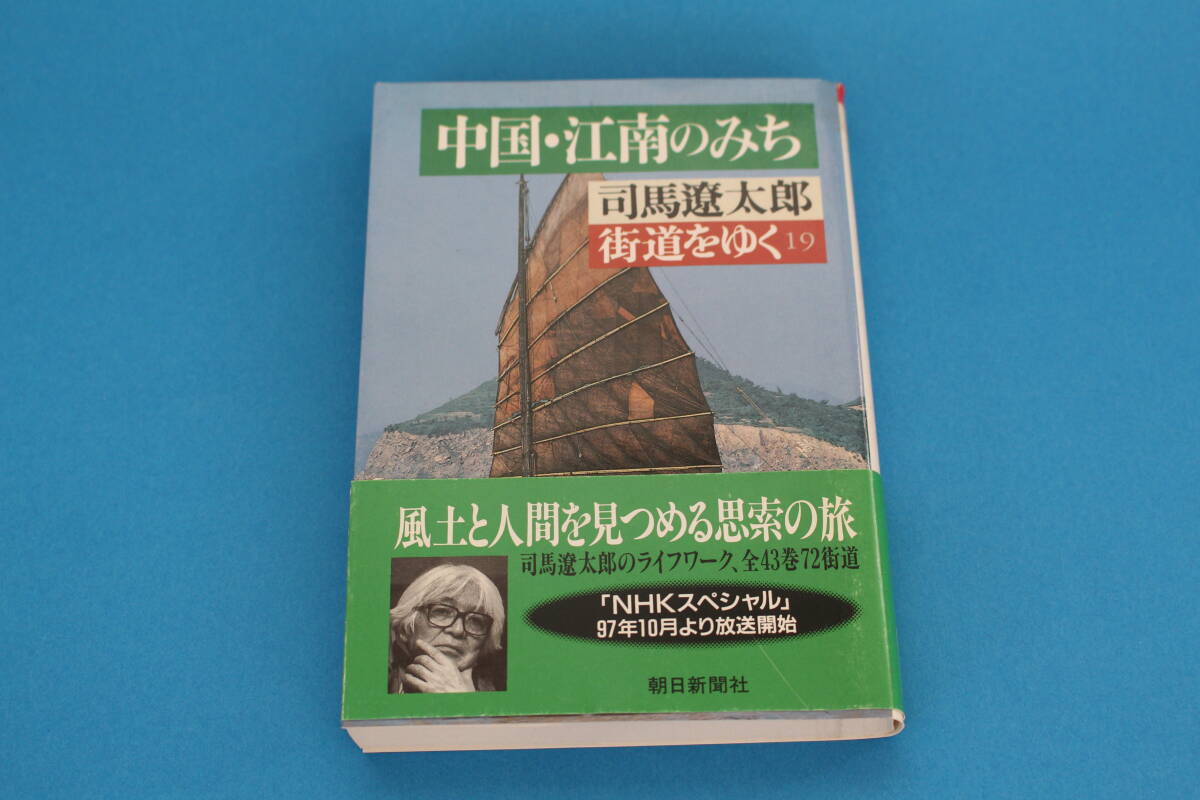 中国・江南のみち
司馬遼太郎
街道をゆく19
風土と人間を見つめる思索の旅
司馬遼太郎のライフワーク、全43巻72街道
「NHKスペシャル」
97年10月より放送開始
朝日新聞社